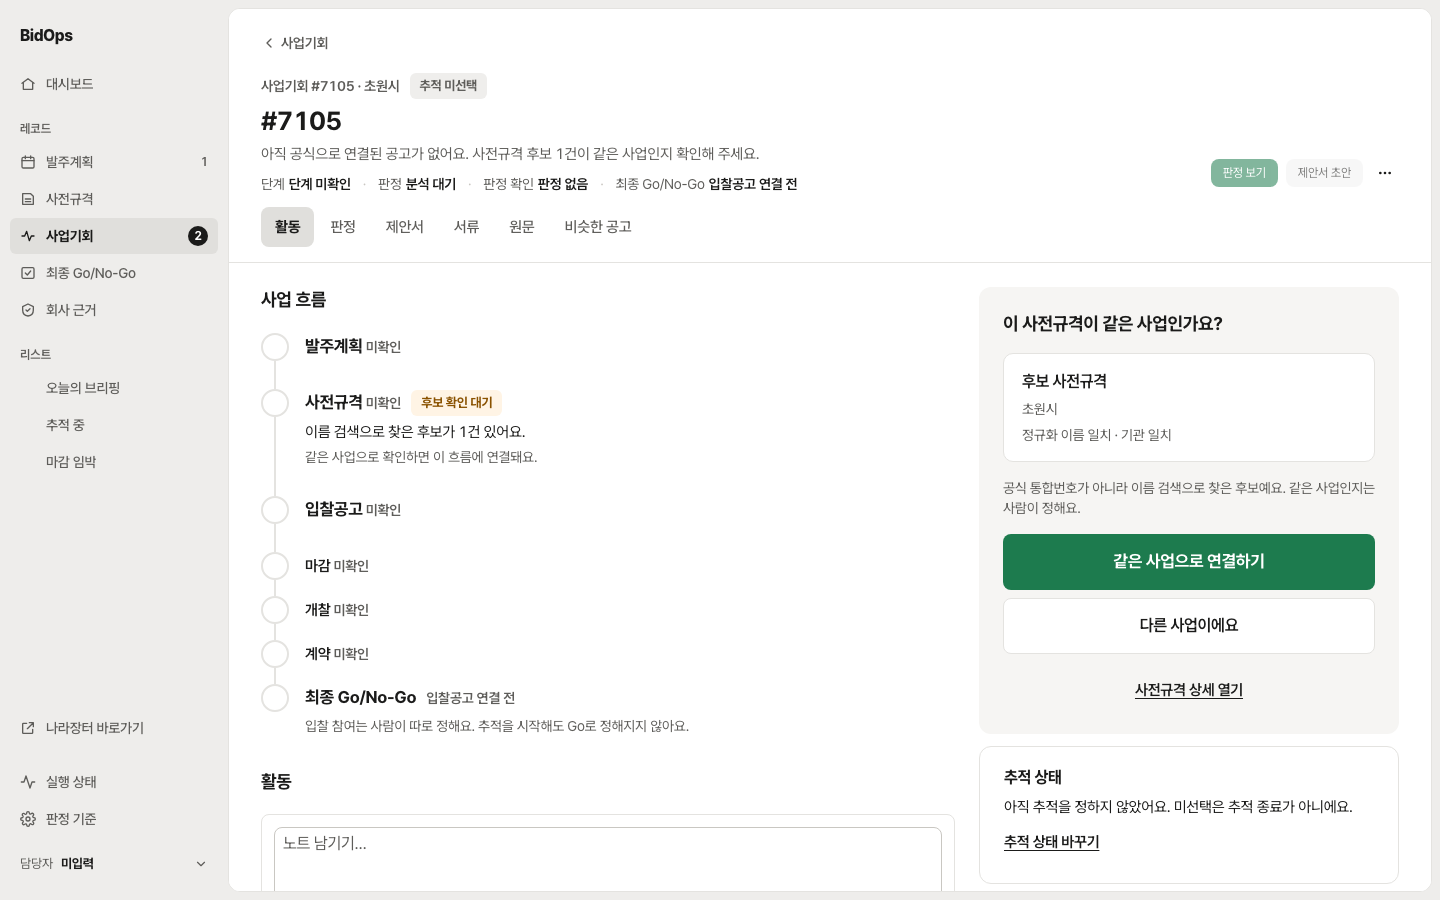 BidOps
대시보드
레코드
발주계획 1
사전규격
사업기회 2
최종 Go/No-Go
회사 근거
리스트
오늘의 브리핑
추적 중
마감 임박
나라장터 바로가기
실행 상태
판정 기준
담당자 미입력
사업기회
사업기회 #7105 · 초원시 추적 미선택
#7105
아직 공식으로 연결된 공고가 없어요. 사전규격 후보 1건이 같은 사업인지 확인해 주세요.
단계 단계 미확인 · 판정 분석 대기 · 판정 확인 판정 없음 · 최종 Go/No-Go 입찰공고 연결 전
판정 보기 제안서 초안 ...
활동 판정 제안서 서류 원문 비슷한 공고
사업 흐름
발주계획 미확인
사전규격 미확인 후보 확인 대기
이름 검색으로 찾은 후보가 1건 있어요.
같은 사업으로 확인하면 이 흐름에 연결돼요.
입찰공고 미확인
마감 미확인
개찰 미확인
계약 미확인
최종 Go/No-Go 입찰공고 연결 전
입찰 참여는 사람이 따로 정해요. 추적을 시작해도 Go로 정해지지 않아요.
활동
노트 남기기...
이 사전규격이 같은 사업인가요?
후보 사전규격
초원시
정규화 이름 일치 · 기관 일치
공식 통합번호가 아니라 이름 검색으로 찾은 후보예요. 같은 사업인지는
사람이 정해요.
같은 사업으로 연결하기
다른 사업이에요
사전규격 상세 열기
추적 상태
아직 추적을 정하지 않았어요. 미선택은 추적 종료가 아니에요.
추적 상태 바꾸기